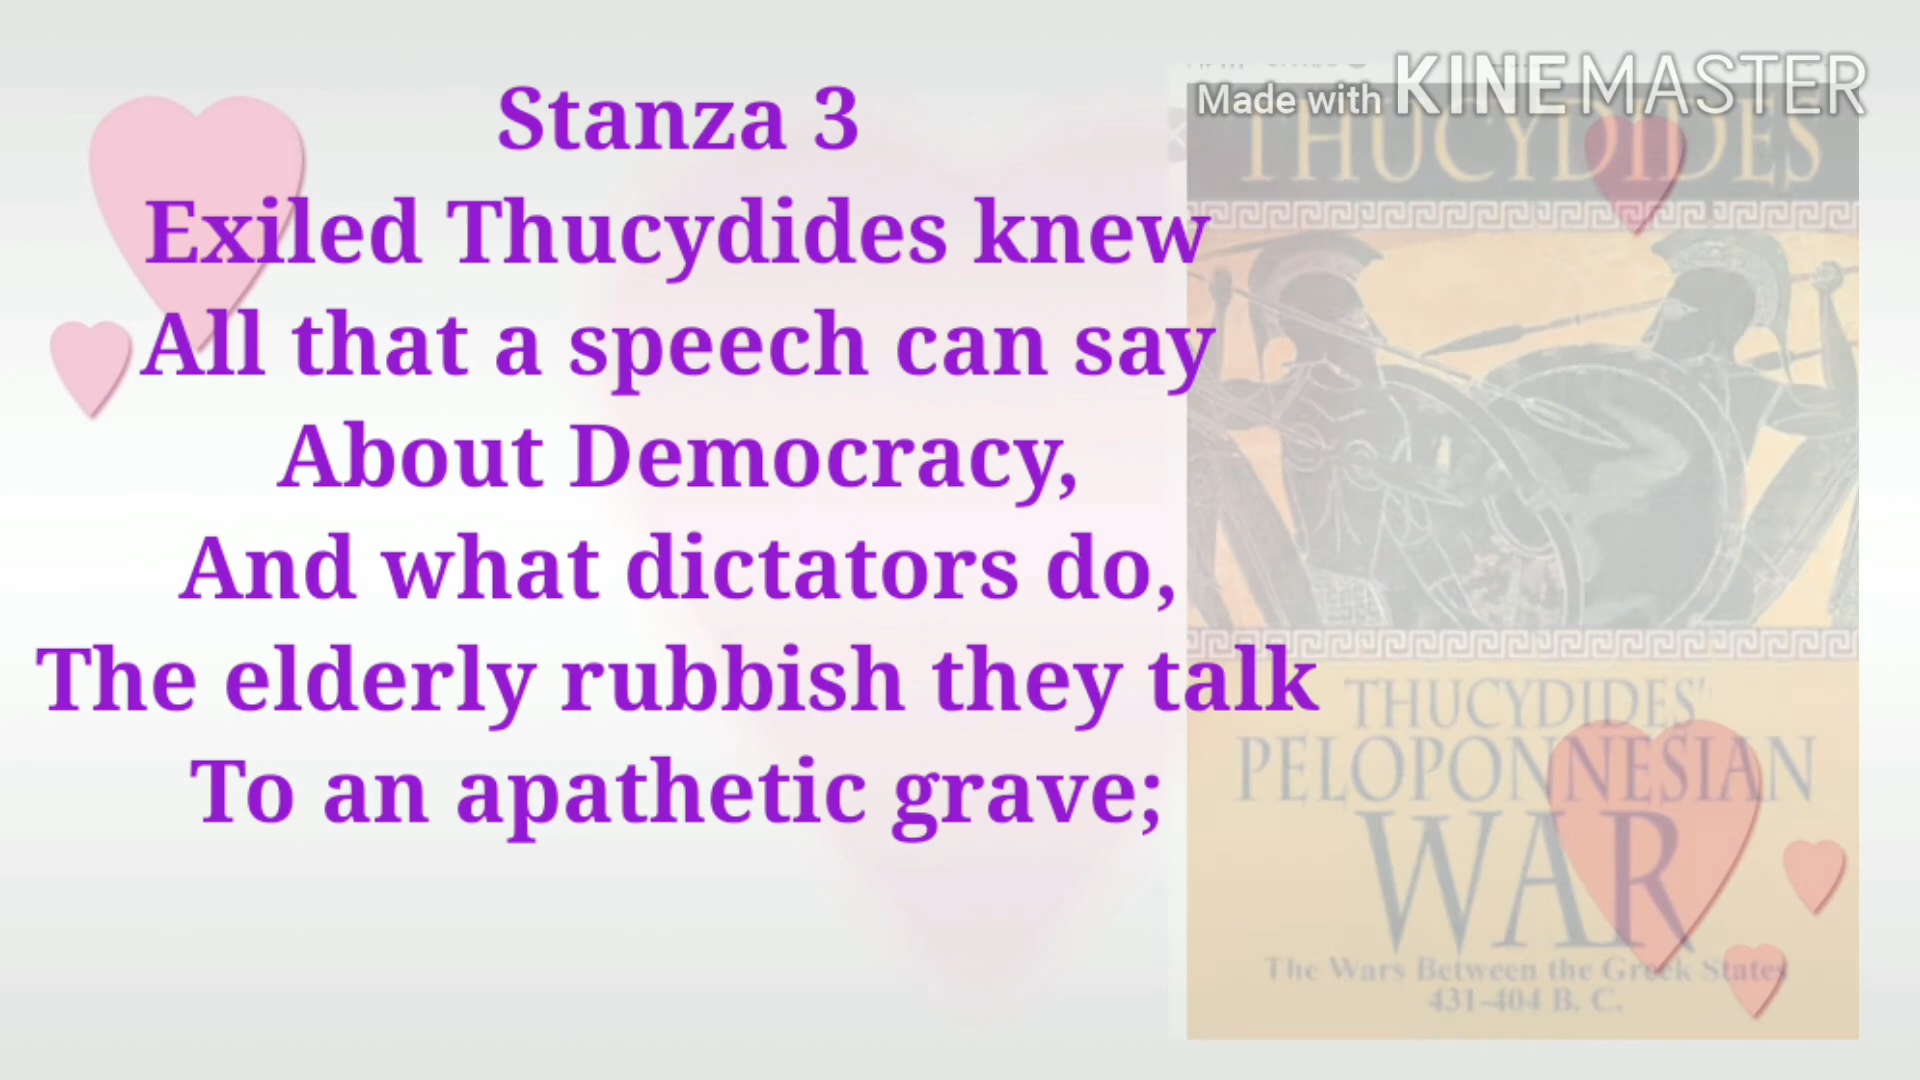 Stanza 3
Exiled Thucydides knew
All that a speech can say
About Democracy,
And what dictators do,
The elderly rubbish they talk
To an apathetic grave;
Made with KINEMASTER
THUCYDIDES
THUCYDIDES'
PELOPONNESIAN
WAR
The Wars Between the Greek States
431-404 B. C.